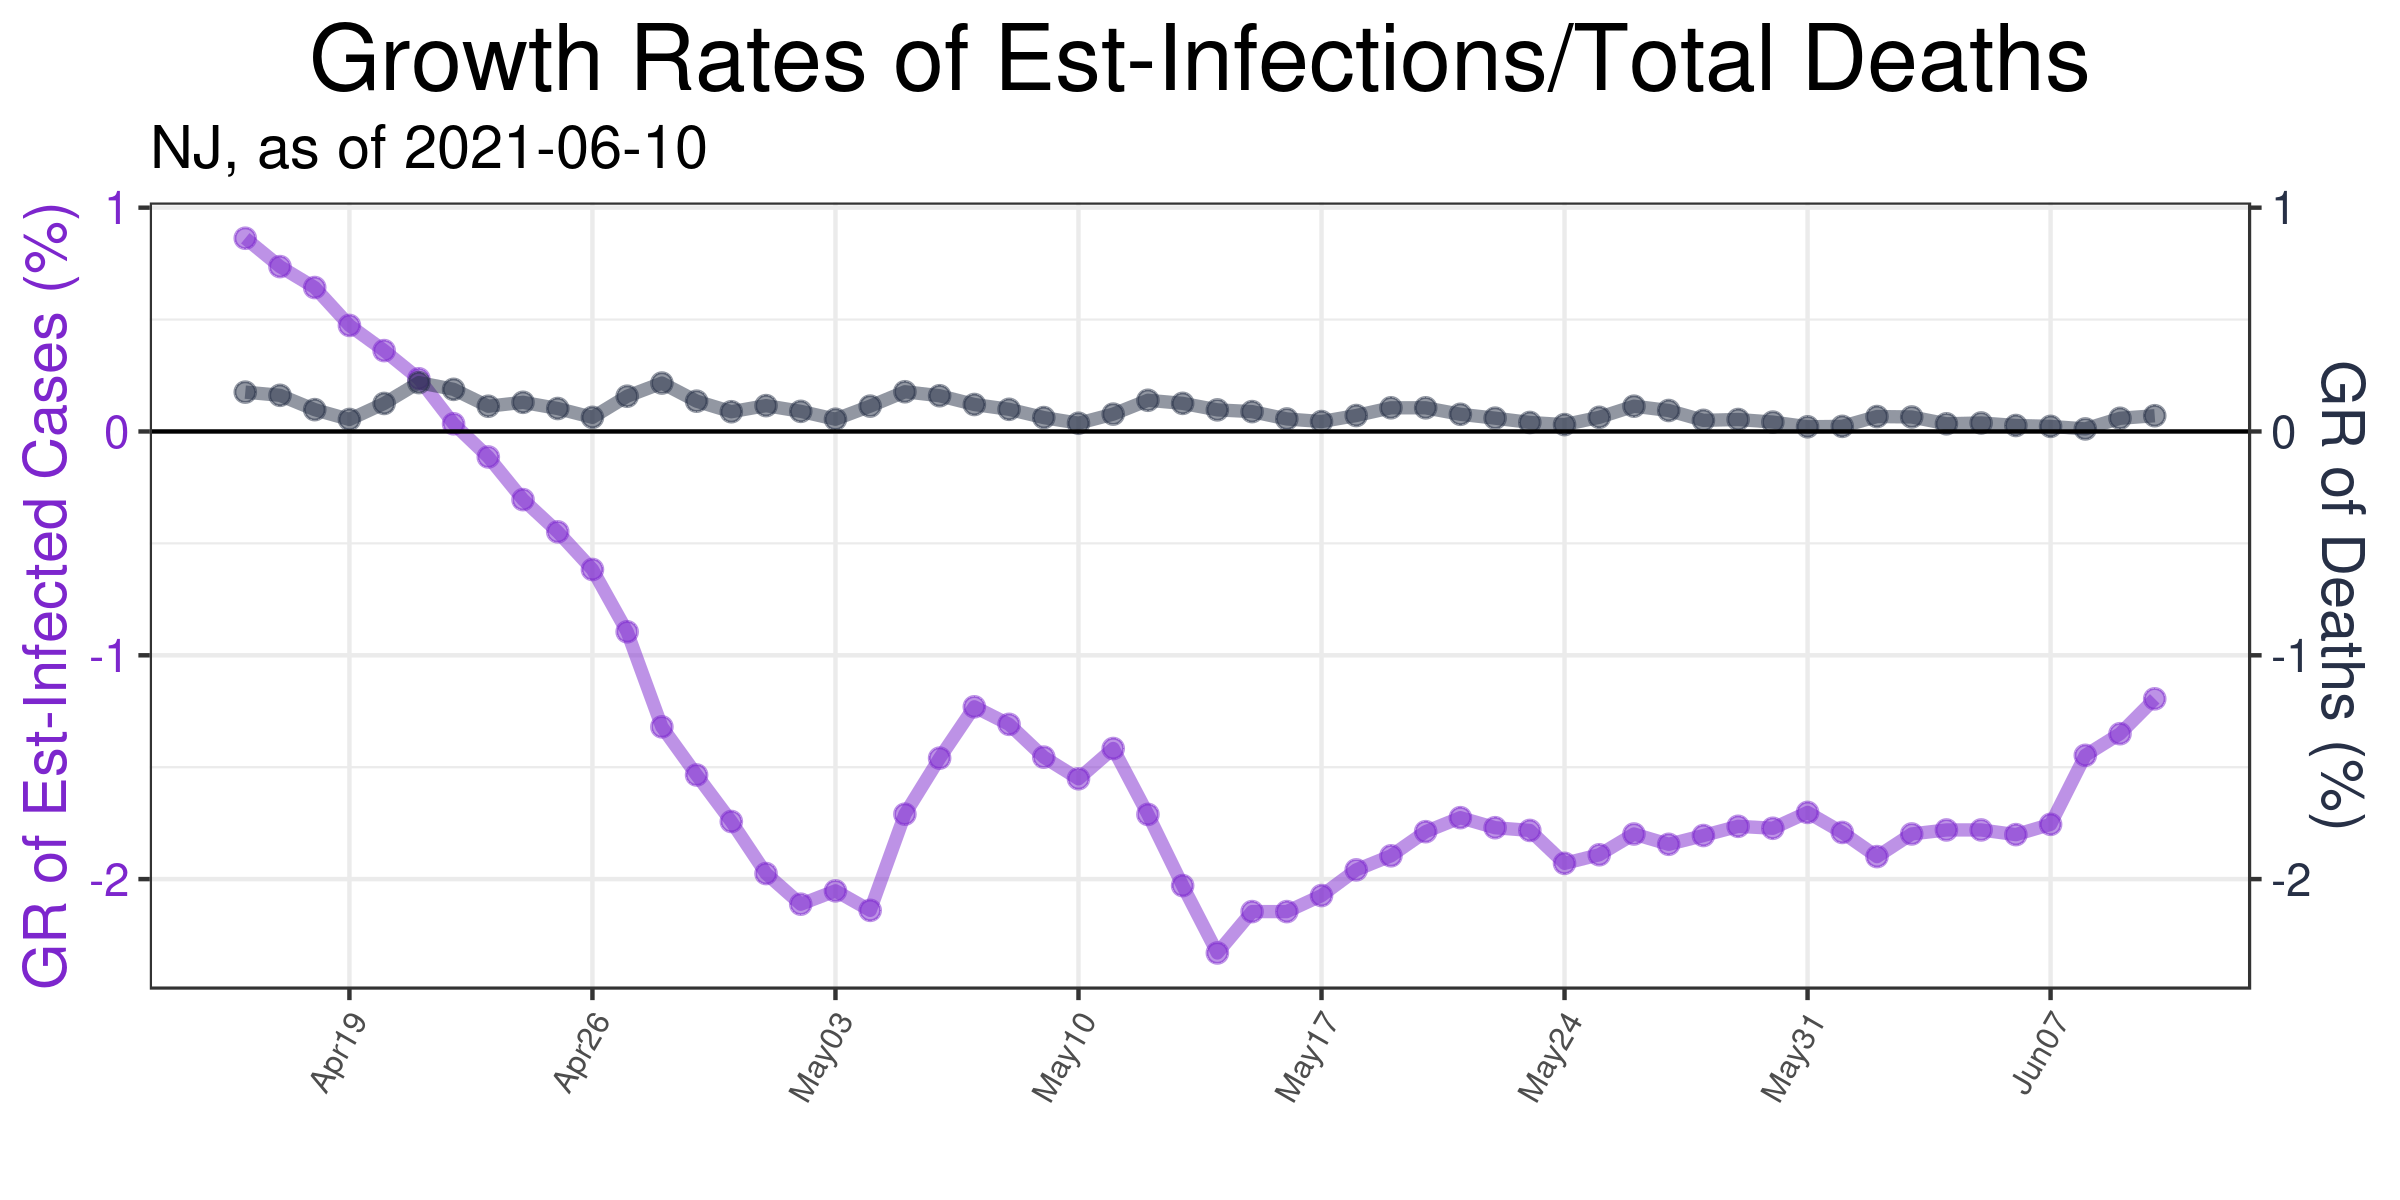 Growth Rates of Est-Infections/Total Deaths
NJ, as of 2021-06-10
GR of Est-Infected Cases (%)
1
0
-1
-2
1
0
-1
-2
GR of Deaths (%)
Apr19
Apr26
May03
May10
May17
May24
May31
Jun07